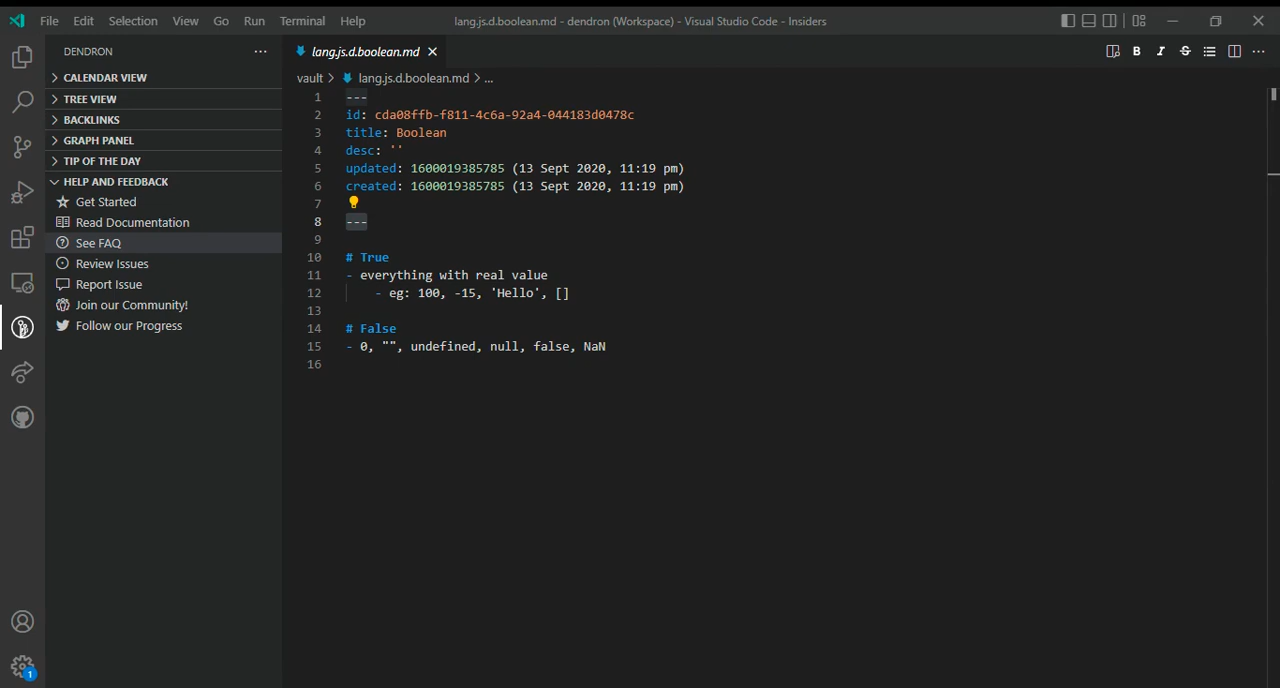 File Edit Selection View Go Run Terminal Help
lang.js.d.boolean.md - dendron (Workspace) - Visual Studio Code - Insiders
DENDRON
CALENDAR VIEW
TREE VIEW
BACKLINKS
GRAPH PANEL
TIP OF THE DAY
HELP AND FEEDBACK
Get Started
Read Documentation
See FAQ
Review Issues
Report Issue
Join our Community!
Follow our Progress
1
lang.js.d.boolean.md
B I S
vault > lang.js.d.boolean.md > ...
1 ---
2 id: cda08ffb-f811-4c6a-92a4-044183d0478c
3 title: Boolean
4 desc: ''
5 updated: 1600019385785 (13 Sept 2020, 11:19 pm)
6 created: 1600019385785 (13 Sept 2020, 11:19 pm)
7
8 ---
9
10 # True
11 - everything with real value
12 - eg: 100, -15, 'Hello', []
13
14 # False
15 - 0, "", undefined, null, false, NaN
16